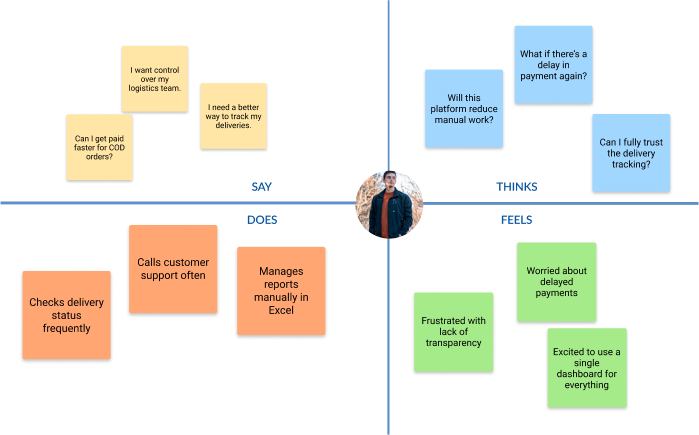 I want control
over my
logistics team.
I need a better
way to track my
deliveries.
Can I get paid
faster for COD
orders?
SAY
What if there's a
delay in
payment again?
Will this
platform reduce
manual work?
Can I fully trust
the delivery
tracking?
THINKS
DOES
Calls customer
support often
Manages
reports
manually in
Excel
Checks delivery
status
frequently
FEELS
Worried about
delayed
payments
Frustrated with
lack of
transparency
Excited to use a
single
dashboard for
everything